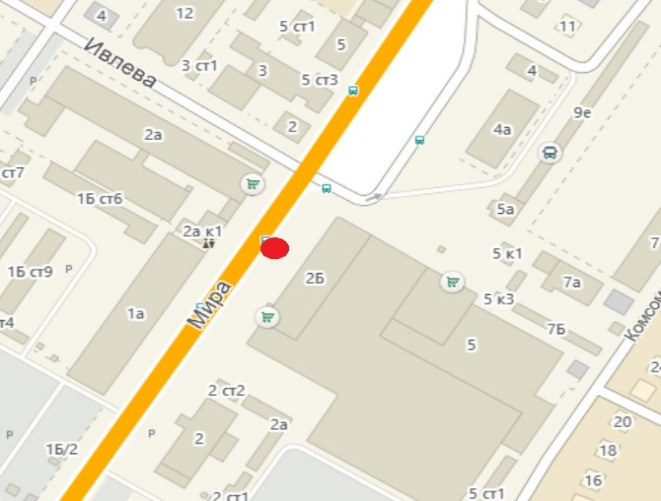 4
12
5 ст1
5
11
Ивлева
3 ст1
3
5 ст3
4
Р
9е
2
4а
2а
ст7
1Б ст6
5а
2а к1
7
5 к1
1Б ст9
Р
2Б
7а
5 к3
Мира
1а
т4
7Б
5
Комсом
2
2 ст2
20
2а
Р
Р
2
1Б/2
18
16
2 ст1
5 ст1